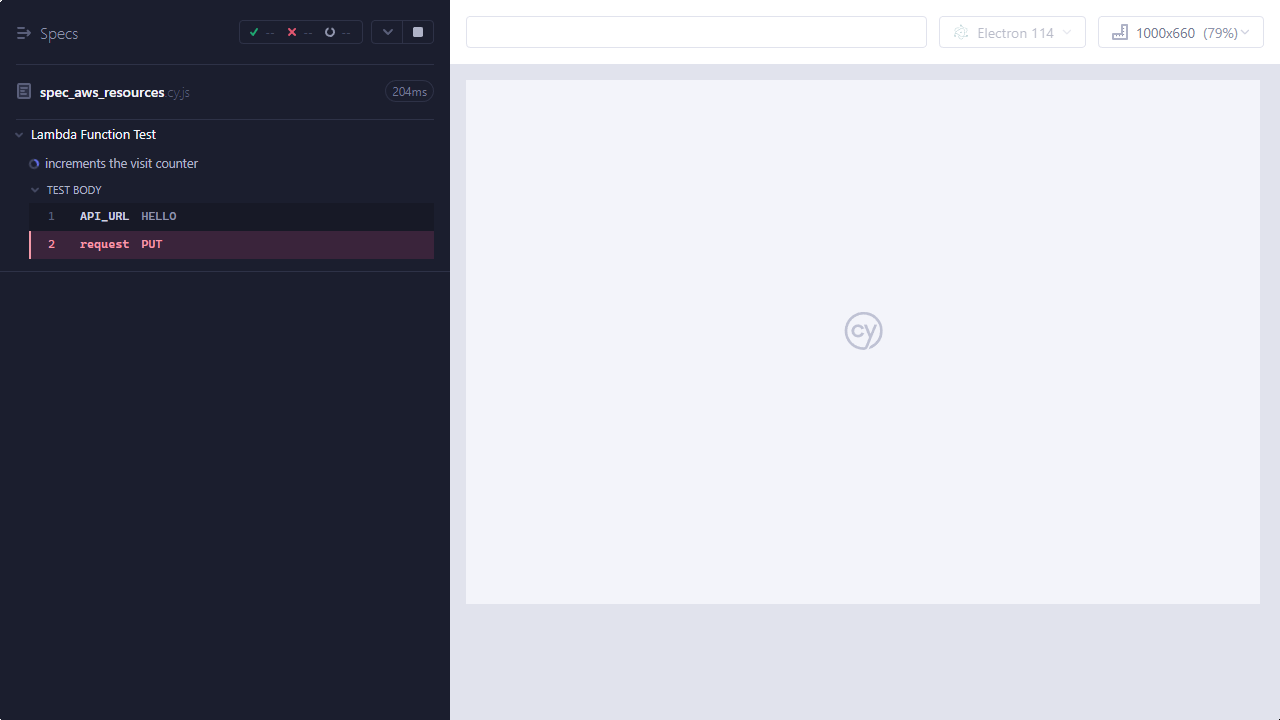 Specs
-- -- --
spec_aws_resources.cy.js 204ms
Lambda Function Test
increments the visit counter
TEST BODY
1 API_URL HELLO
2 request PUT
Electron 114
1000x660 (79%)
cy